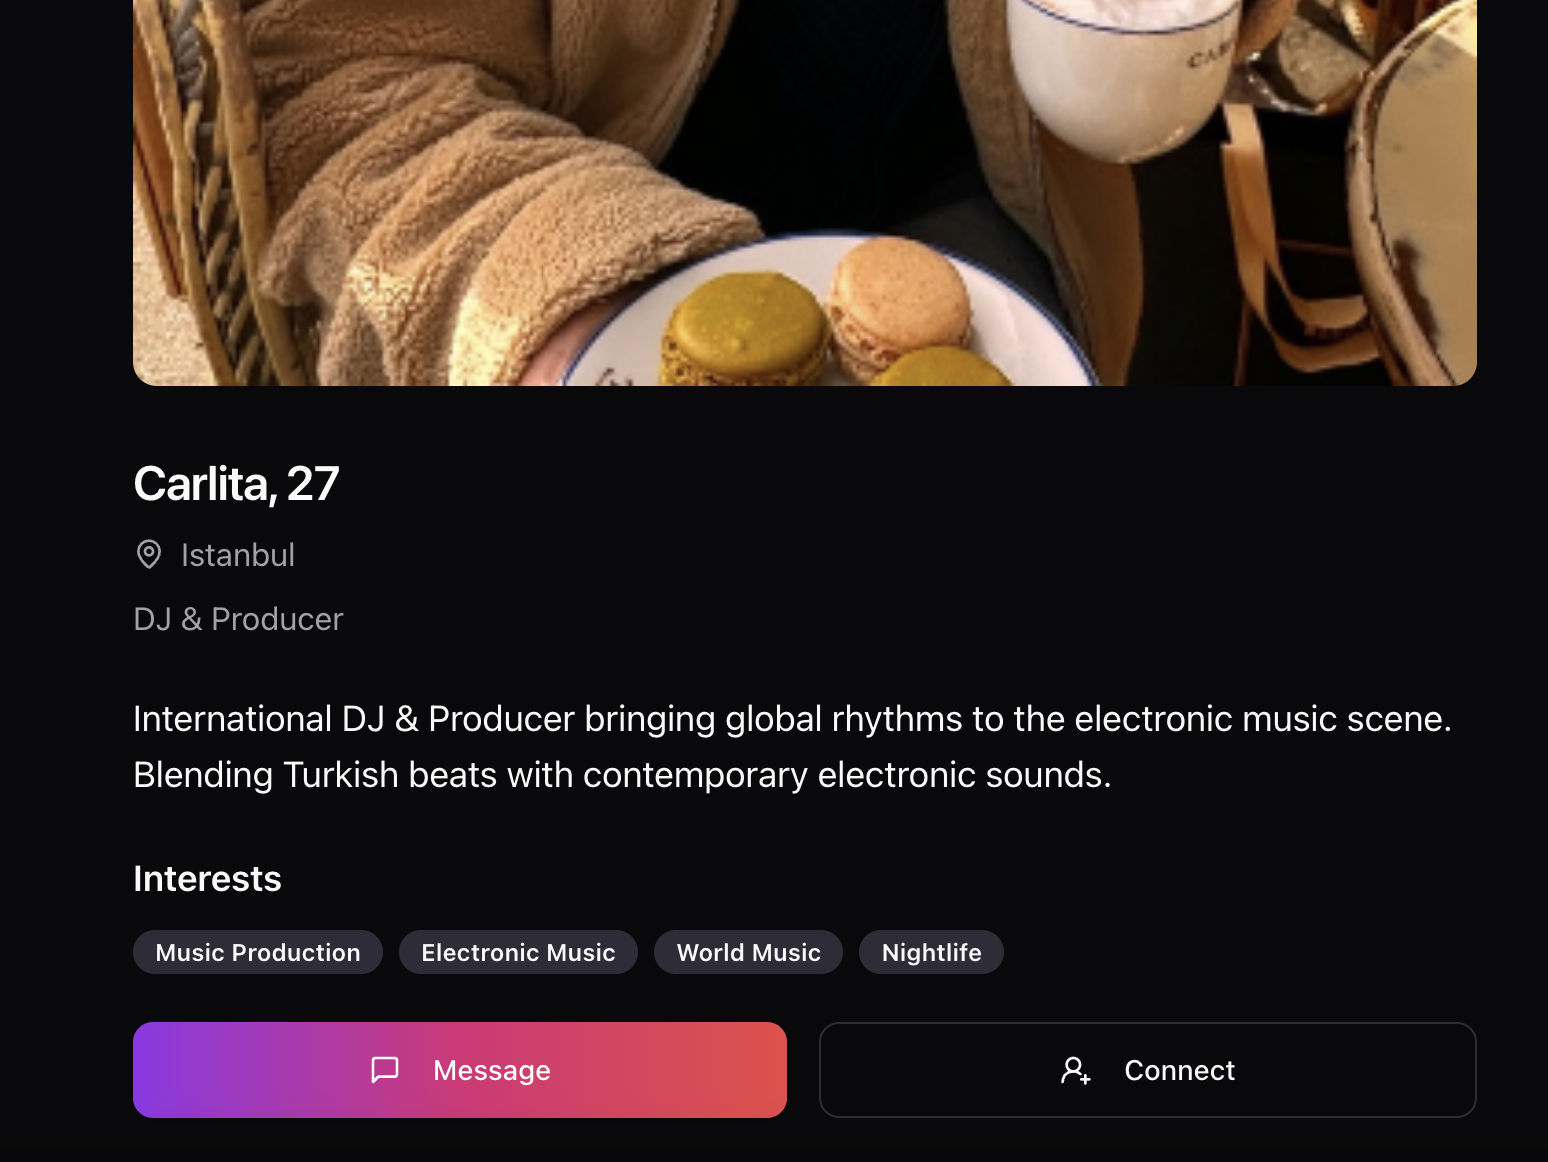 Carlita, 27
Istanbul
DJ & Producer
International DJ & Producer bringing global rhythms to the electronic music scene.
Blending Turkish beats with contemporary electronic sounds.
Interests
Music Production
Electronic Music
World Music
Nightlife
Message
Connect